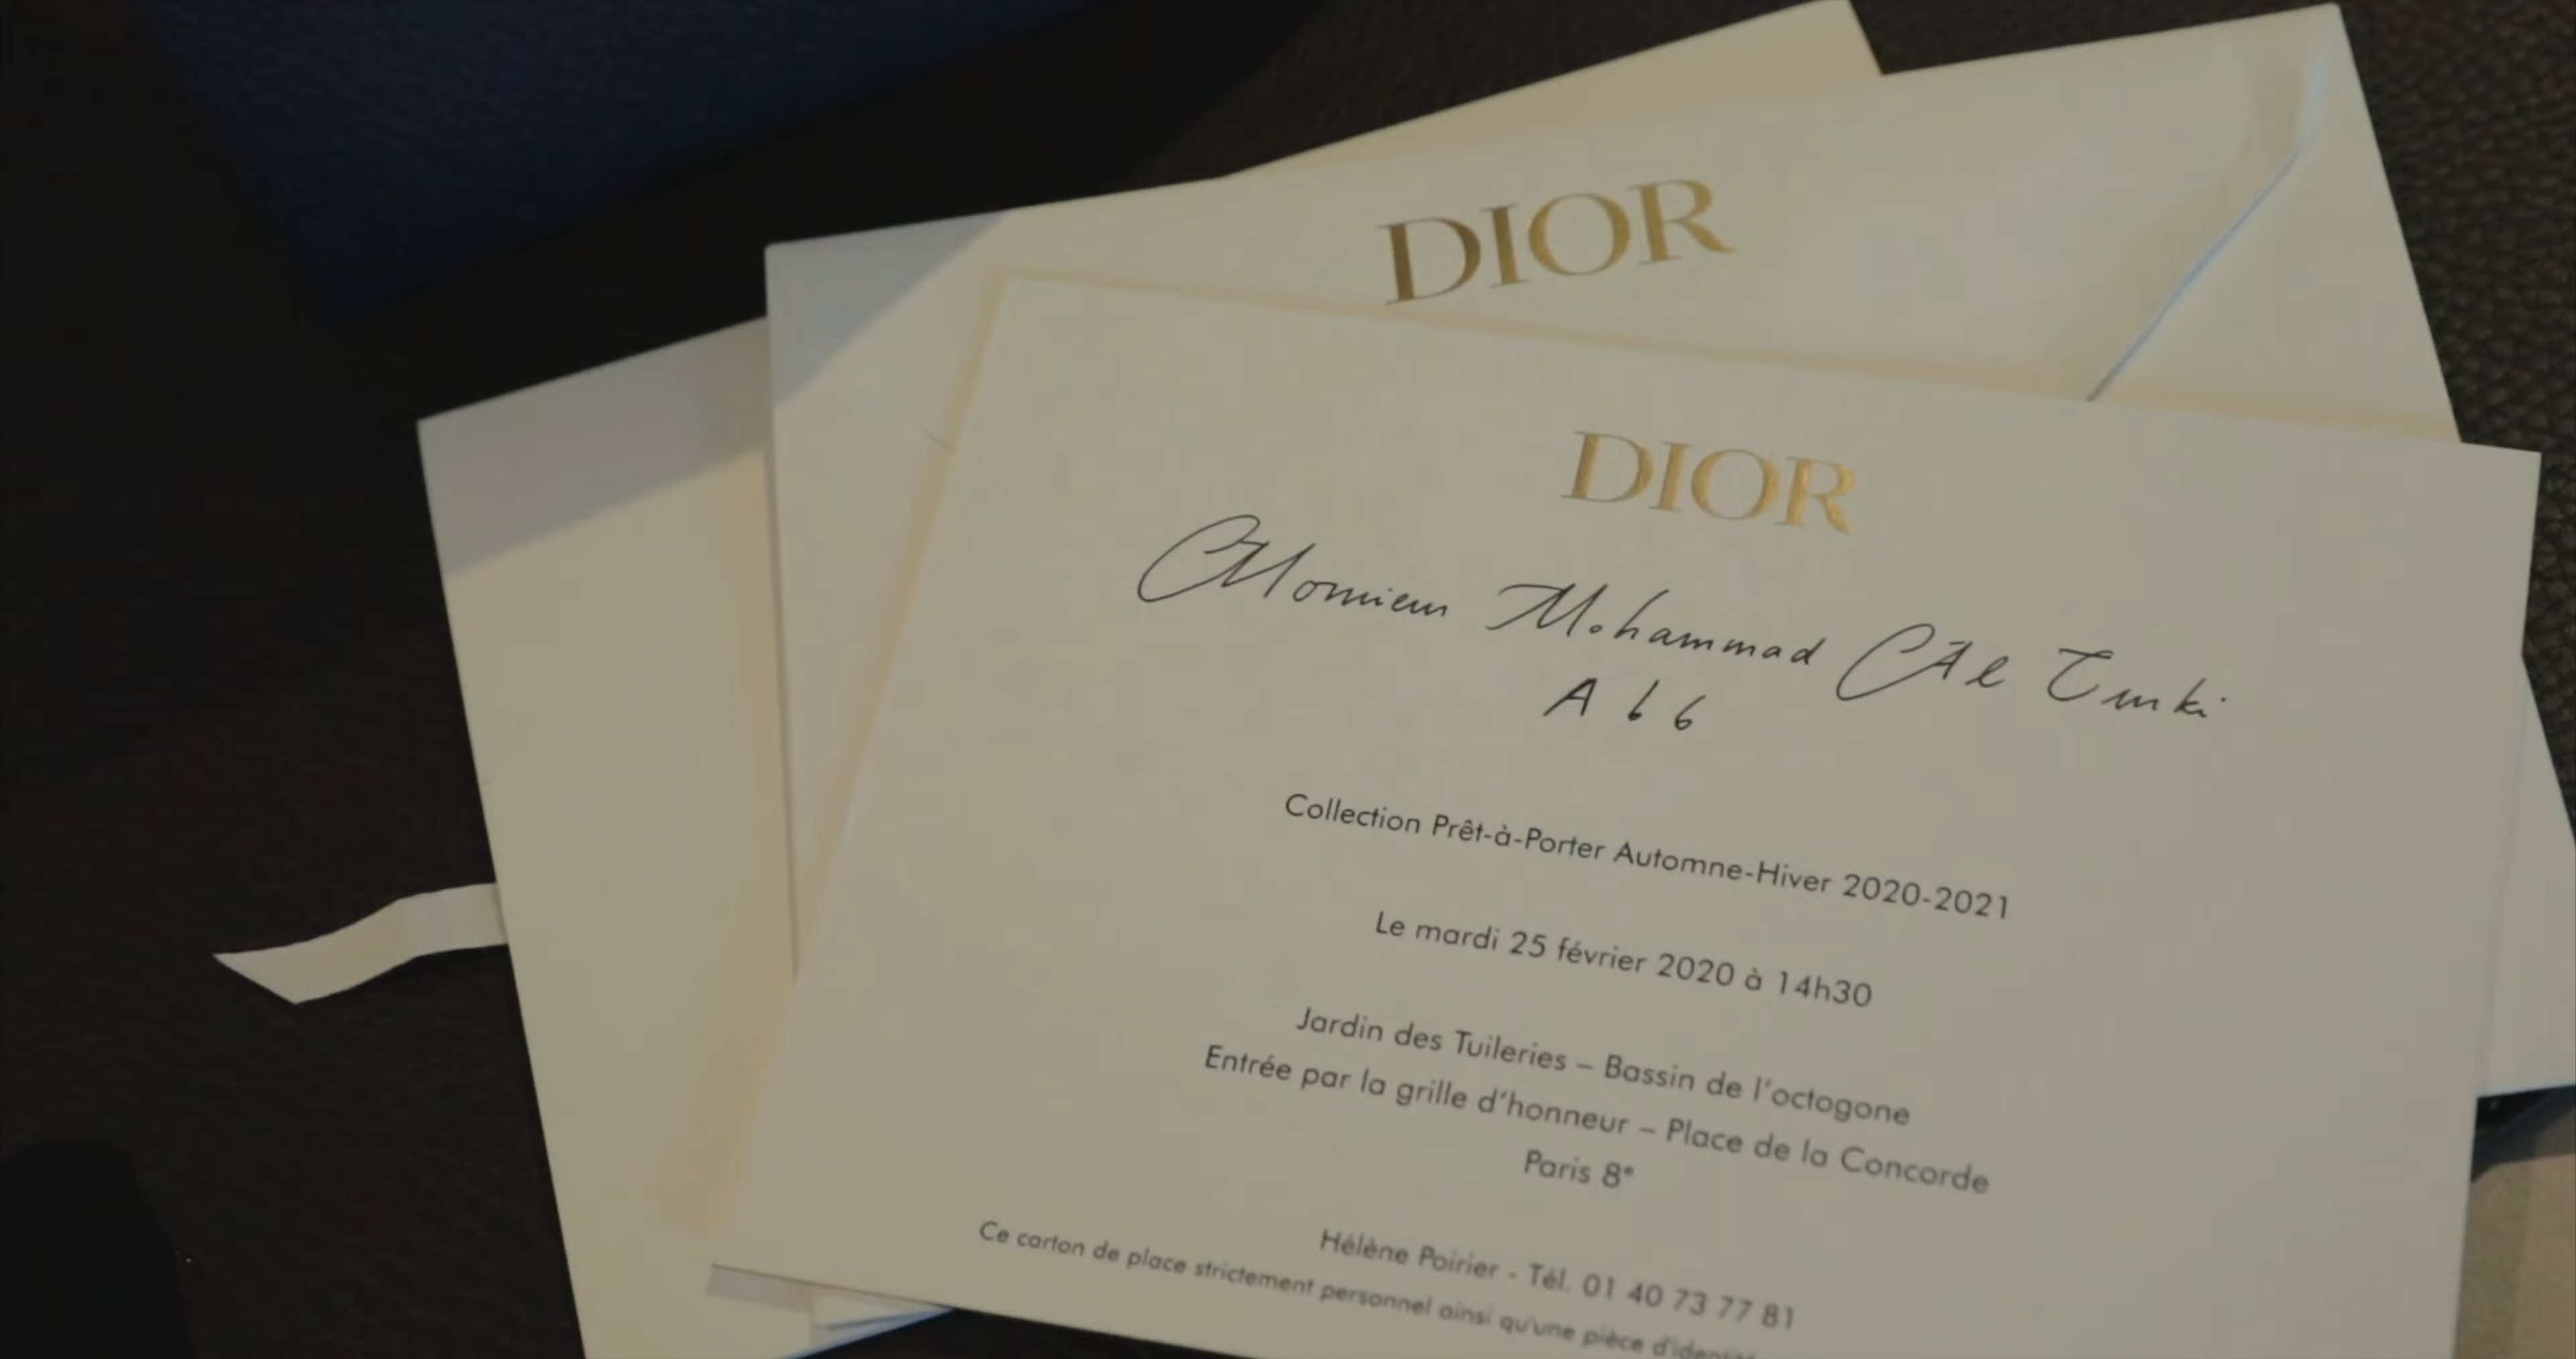 DIOR
DIOR
Monsieur Mohammad Al Turki
A 66
Collection Prêt-à-Porter Automne-Hiver 2020-2021
Le mardi 25 février 2020 à 14h30
Jardin des Tuileries – Bassin de l’octogone
Entrée par la grille d’honneur – Place de la Concorde
Paris 8ᵉ
Hélène Poirier - Tél. 01 40 73 77 81
Ce carton de place strictement personnel ainsi qu'une pièce d'identité